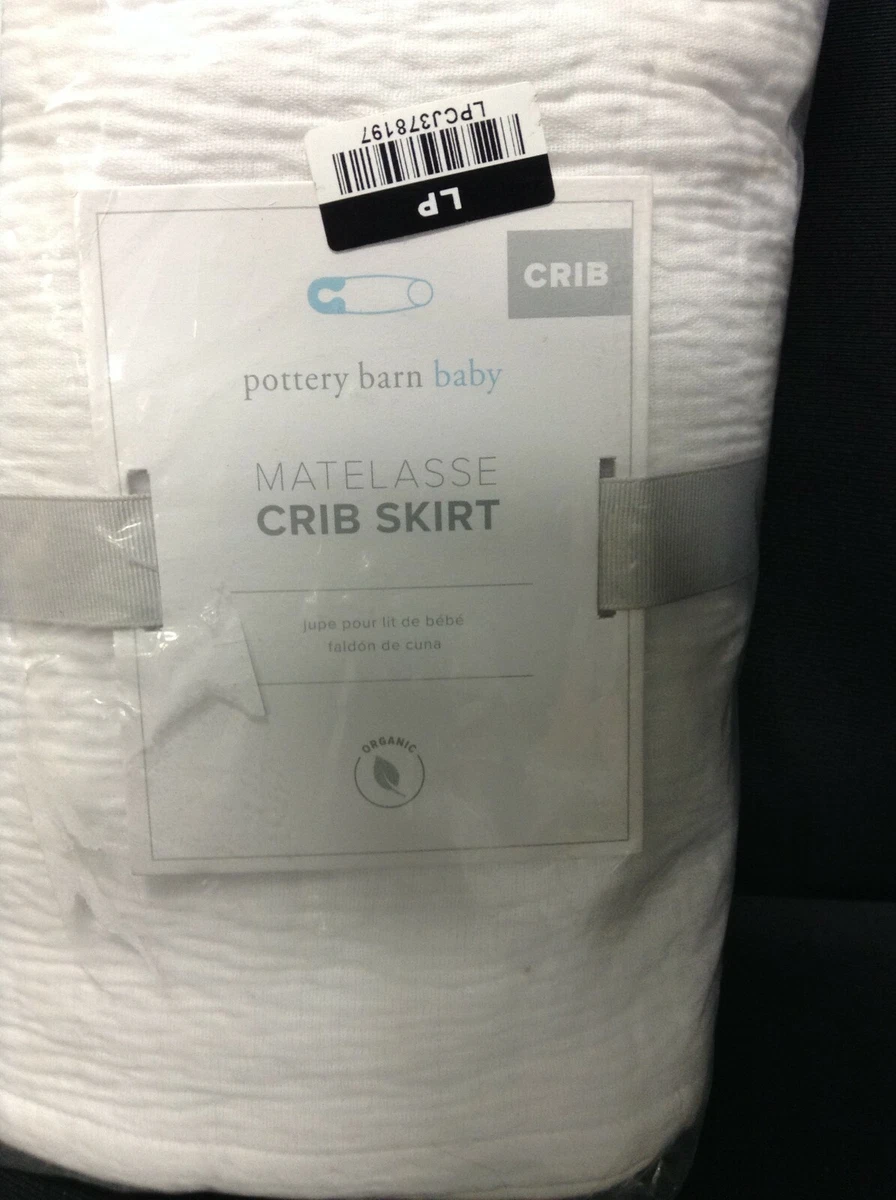 LPCJ378197
LP
CRIB
pottery barn baby
MATELASSE
CRIB SKIRT
jupe pour lit de bébé
faldón de cuna
ORGANIC